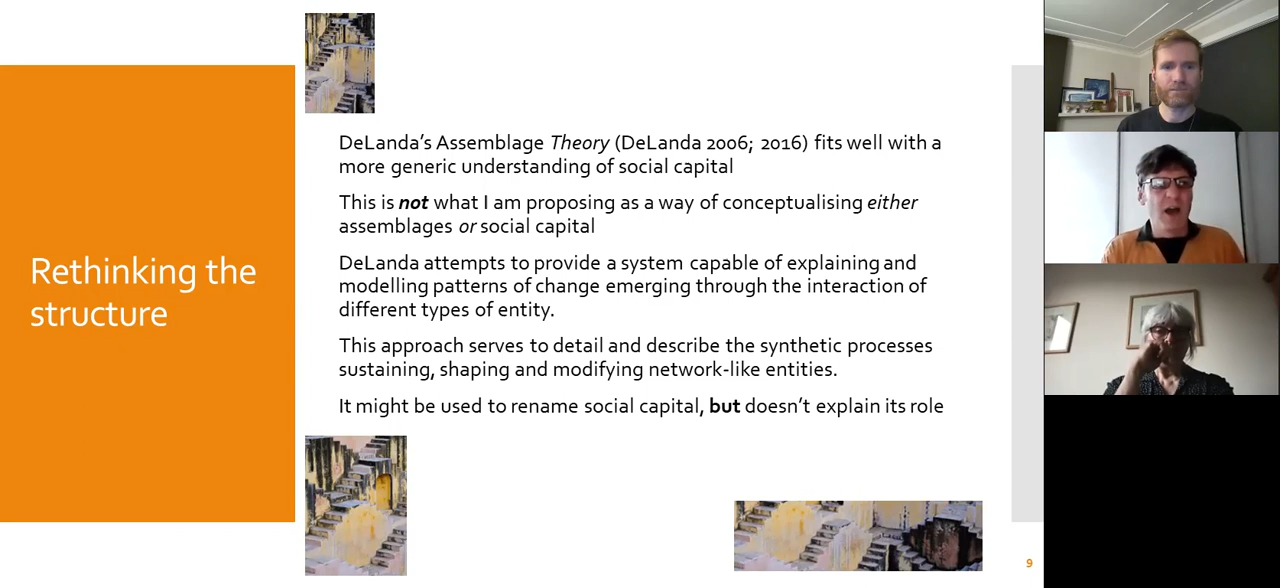 Rethinking the
structure
DeLanda’s Assemblage Theory (DeLanda 2006; 2016) fits well with a
more generic understanding of social capital
This is not what I am proposing as a way of conceptualising either
assemblages or social capital
DeLanda attempts to provide a system capable of explaining and
modelling patterns of change emerging through the interaction of
different types of entity.
This approach serves to detail and describe the synthetic processes
sustaining, shaping and modifying network-like entities.
It might be used to rename social capital, but doesn’t explain its role
9